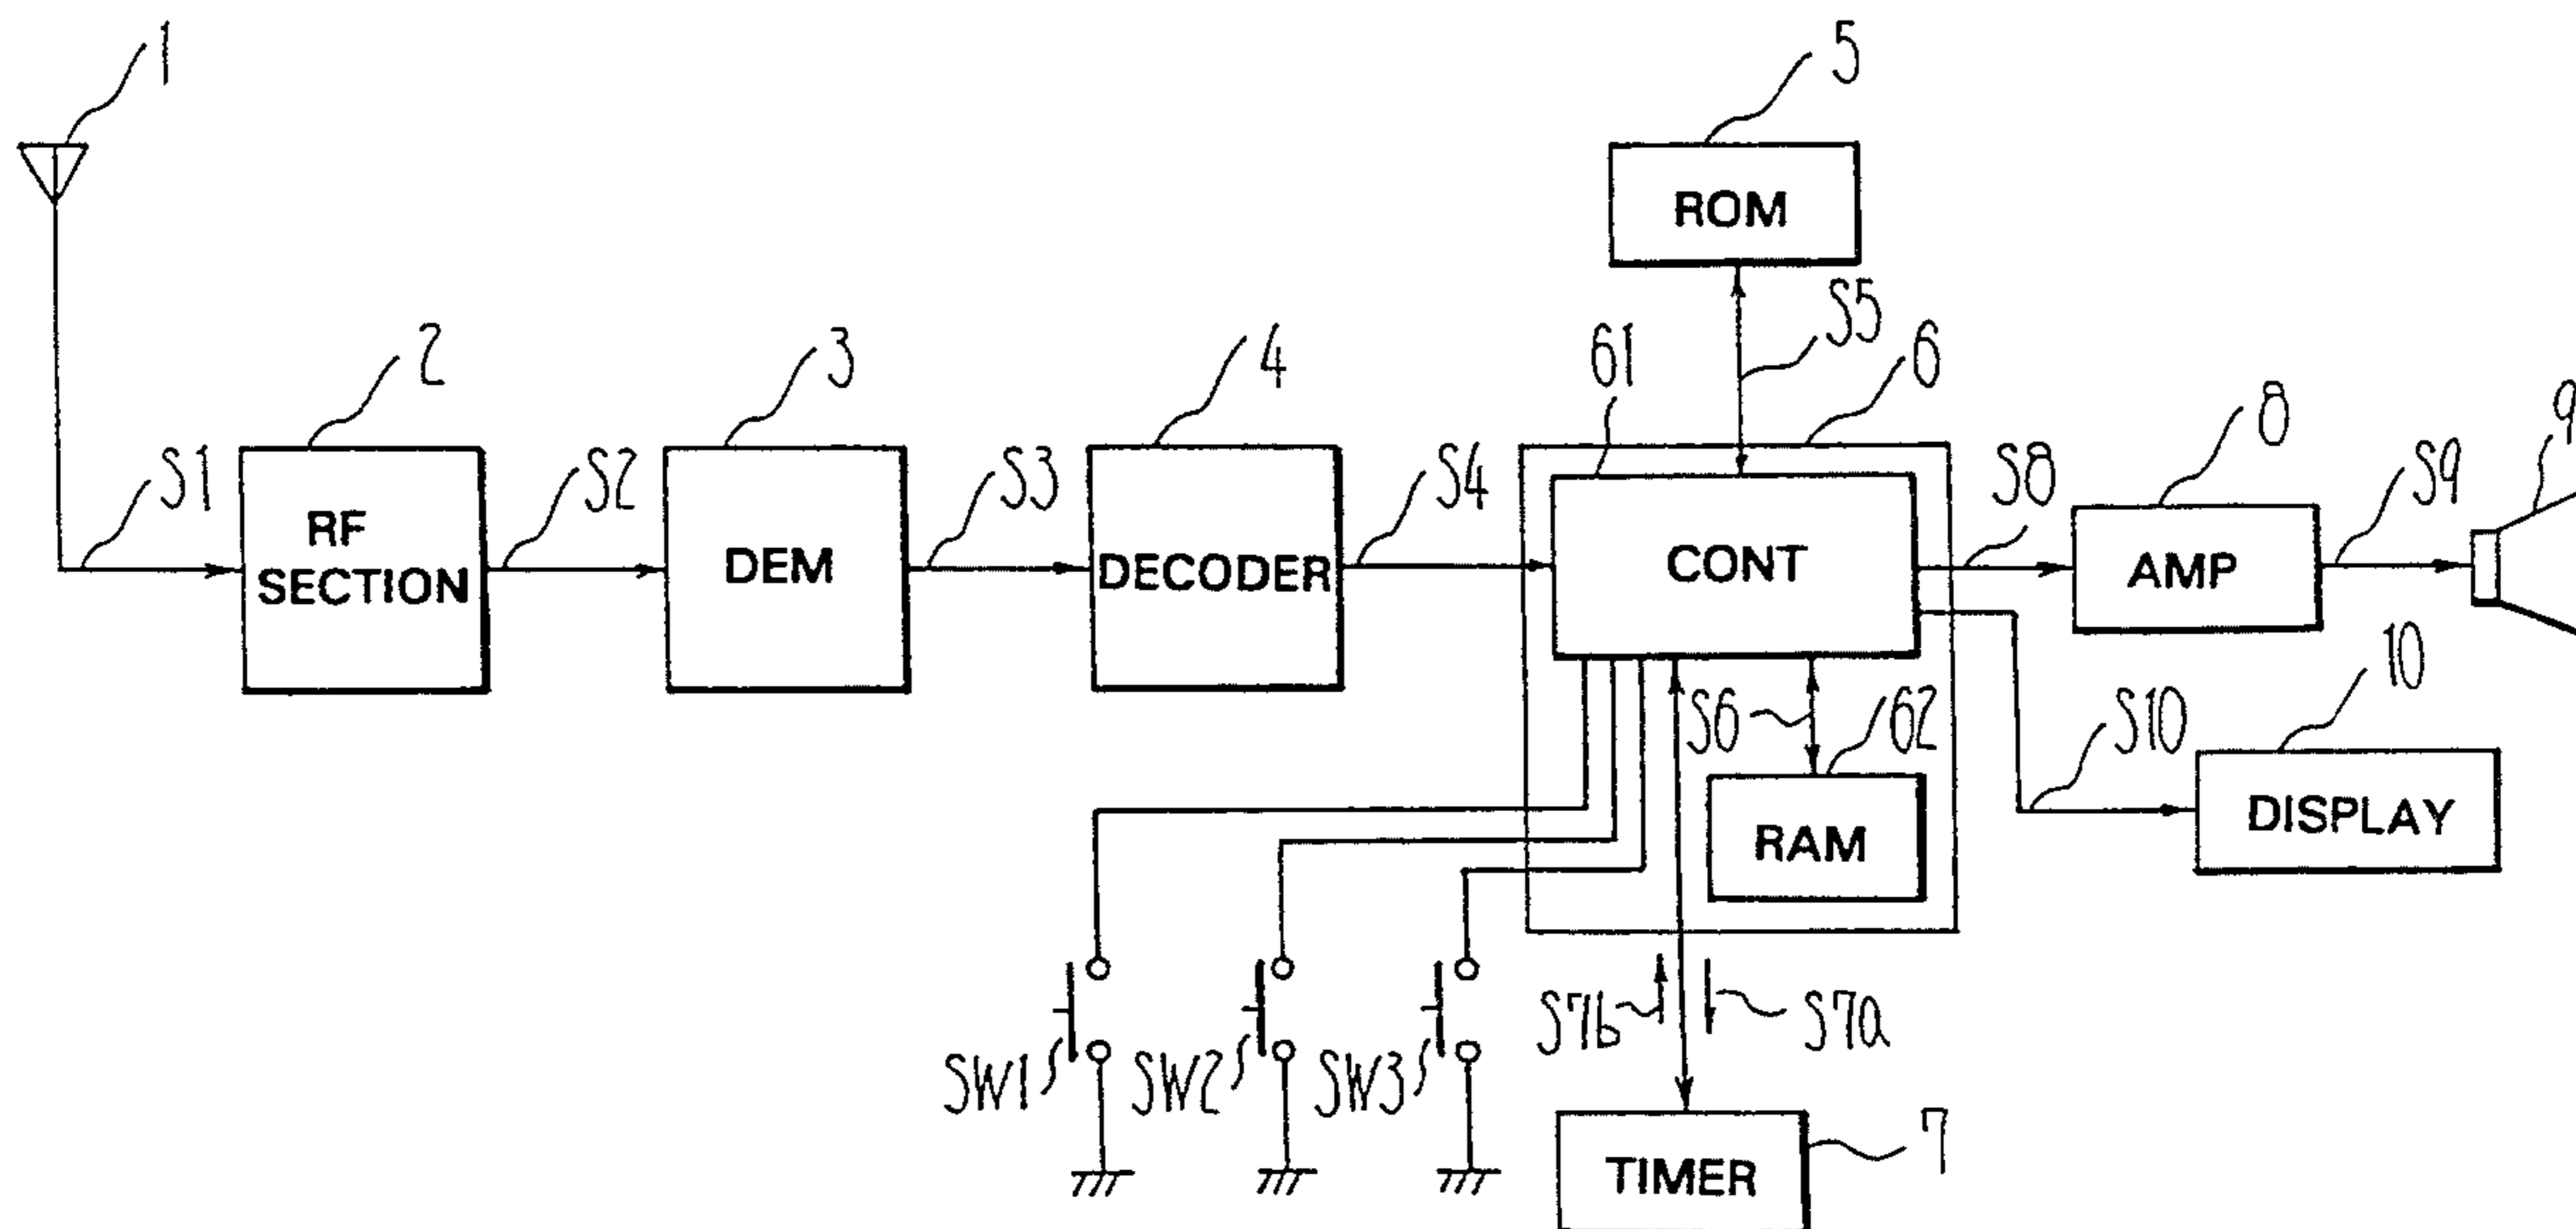 1
5
ROM
S5
2
3
4
61
6
8
9
S1
S2
S3
S4
S8
S9
RF
SECTION
DEM
DECODER
CONT
AMP
10
S6
62
S10
RAM
DISPLAY
S7b
S7a
SW1
SW2
SW3
TIMER
7